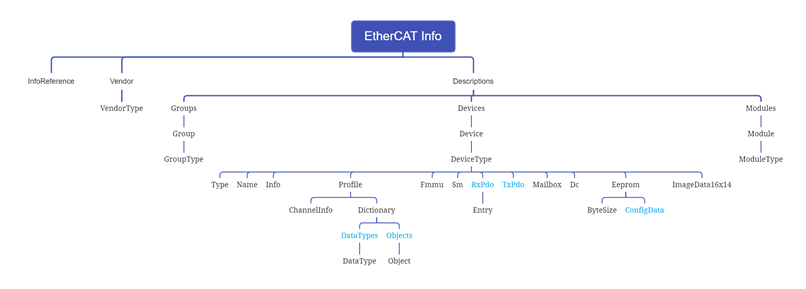 EtherCAT Info
InfoReference Vendor Descriptions
VendorType Groups Devices Modules
Group Device Module
GroupType DeviceType ModuleType
Type Name Info Profile Fmmu Sm RxPdo TxPdo Mailbox Dc Eeprom ImageData16x14
ChannelInfo Dictionary Entry ByteSize ConfigData
DataTypes Objects
DataType Object